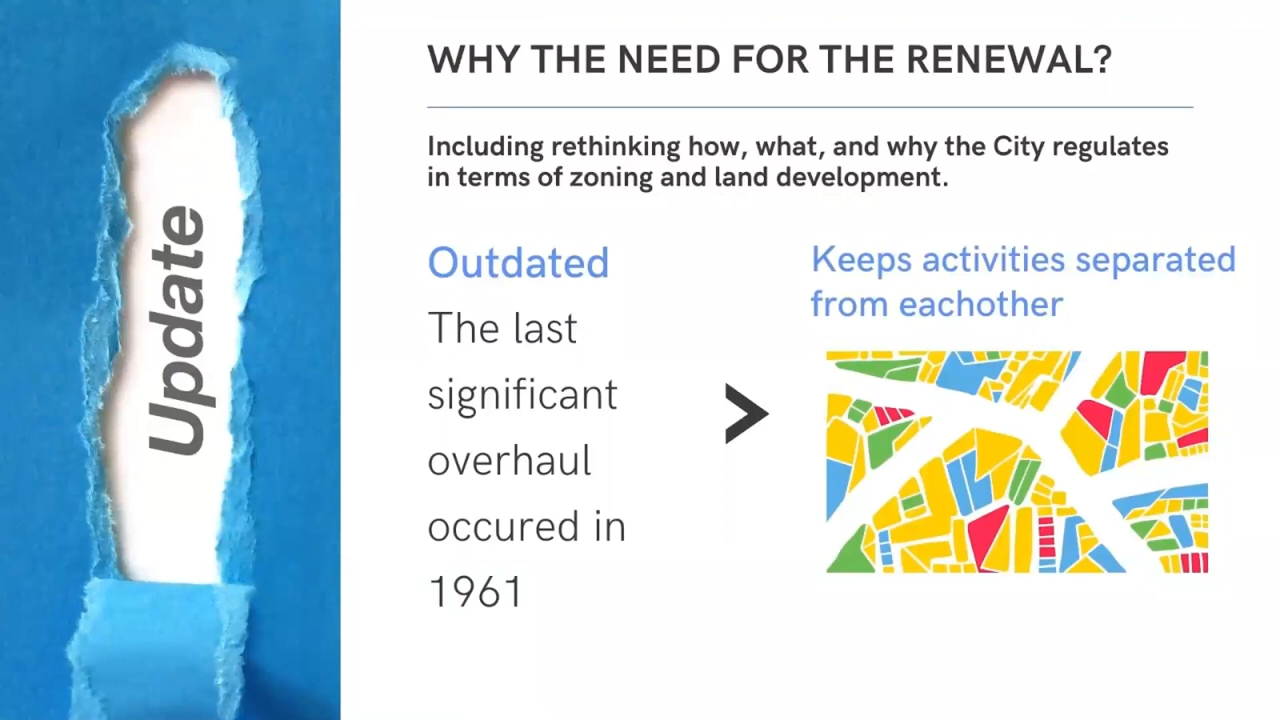 Update
WHY THE NEED FOR THE RENEWAL?
Including rethinking how, what, and why the City regulates
in terms of zoning and land development.
Outdated
The last
significant
overhaul
occured in
1961
>
Keeps activities separated
from eachother